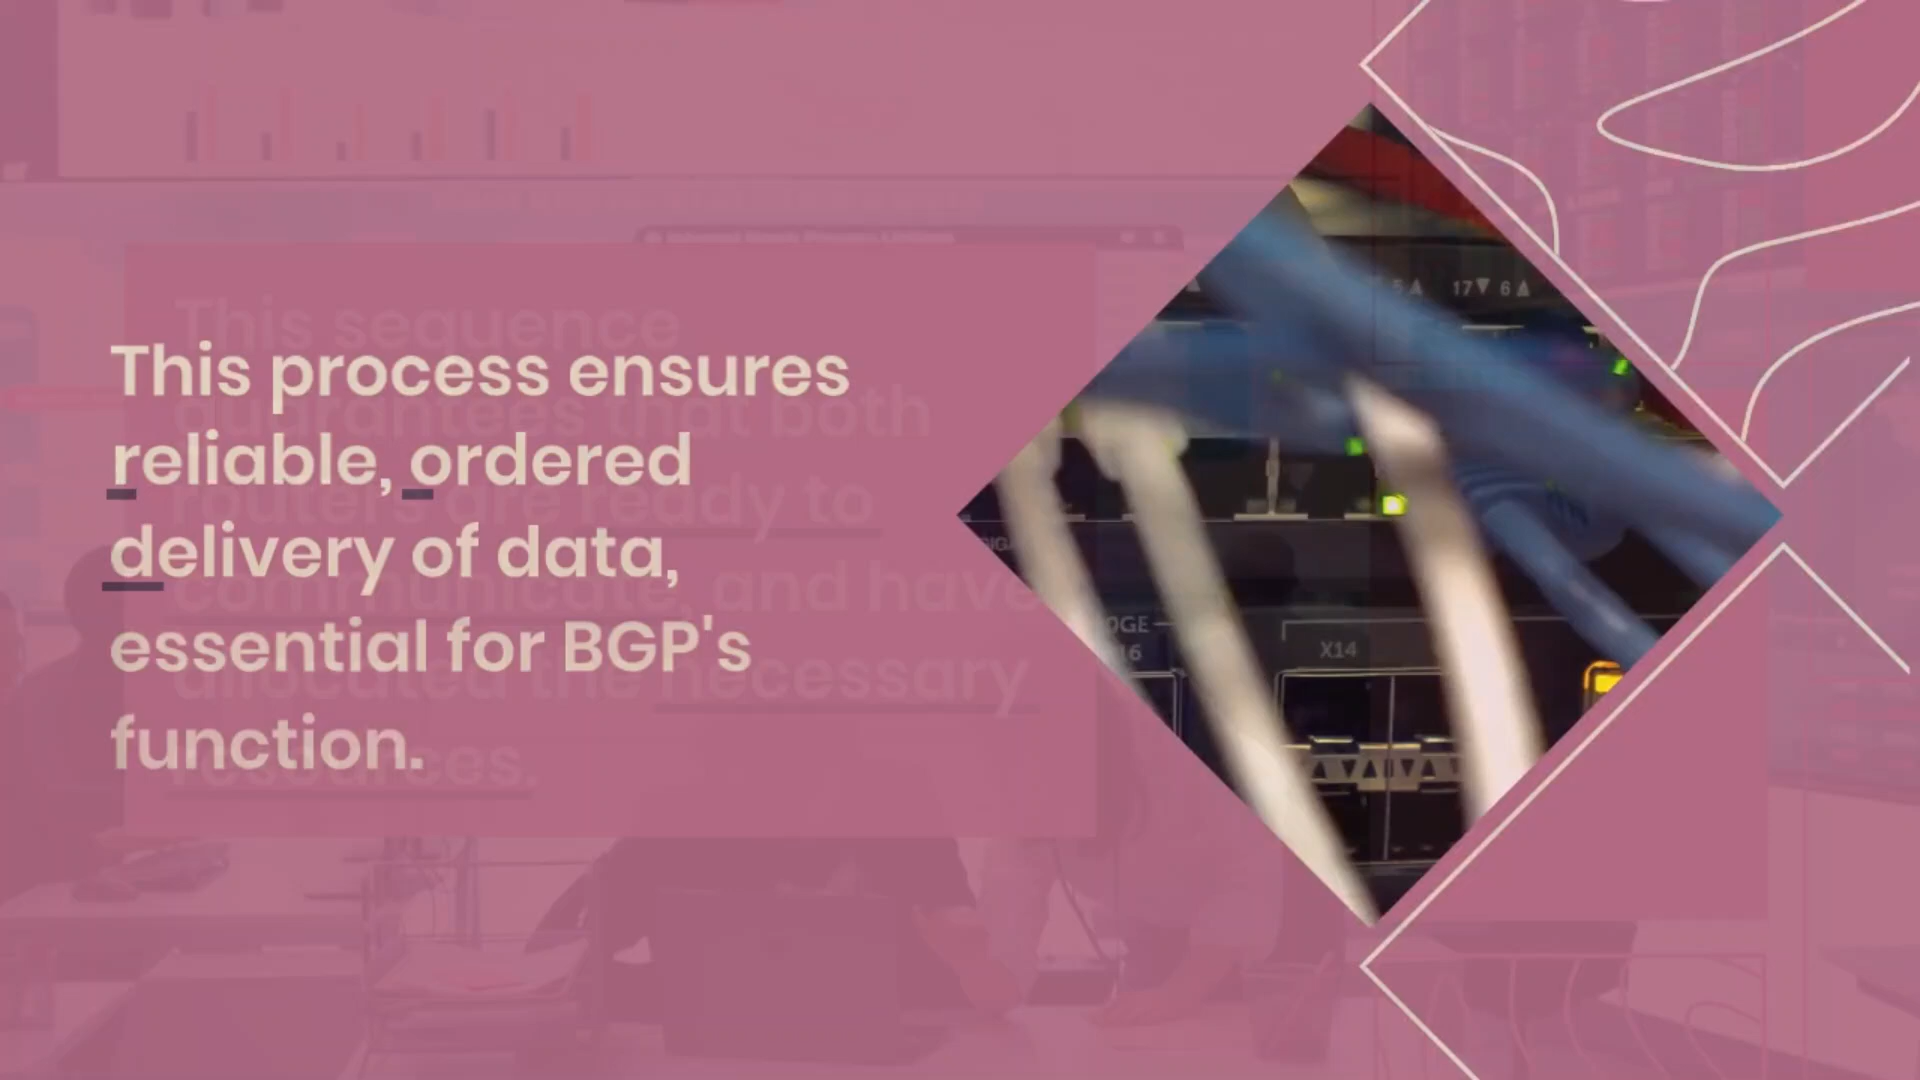 This process ensures
reliable, ordered
delivery of data,
essential for BGP's
function.
This sequence
guarantees that both
routers are ready to
communicate, and have
allocated the necessary
resources.
17▼ 6▲
X14